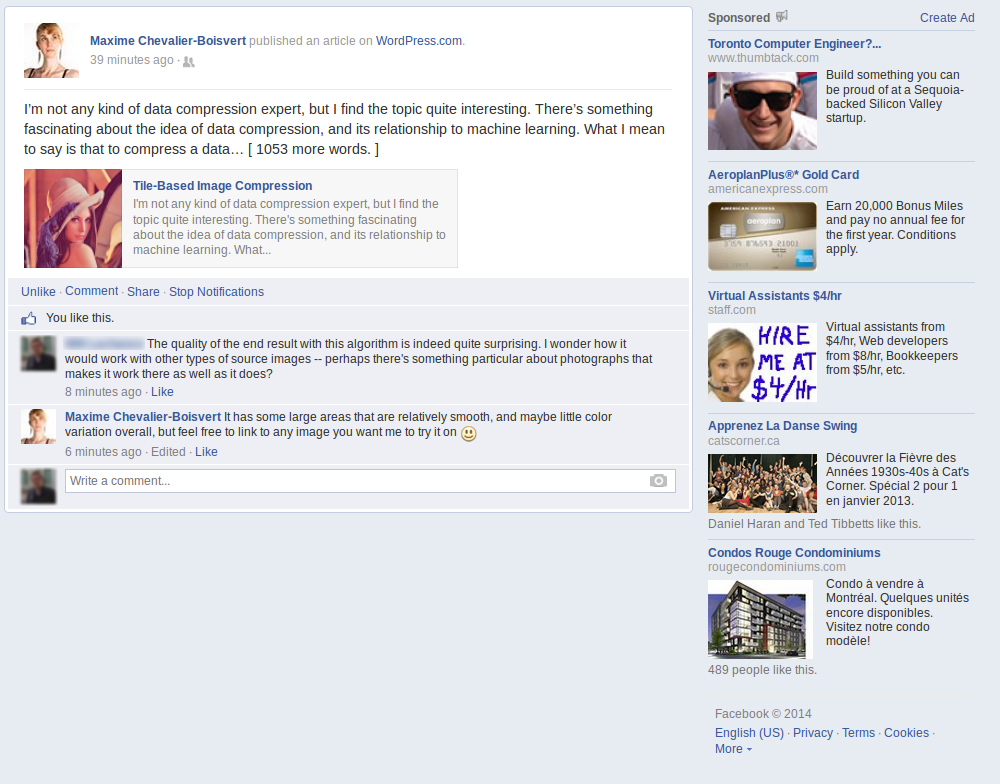 Maxime Chevalier-Boisvert published an article on WordPress.com.
39 minutes ago ·
I'm not any kind of data compression expert, but I find the topic quite interesting. There's something
fascinating about the idea of data compression, and its relationship to machine learning. What I mean
to say is that to compress a data… [ 1053 more words. ]
Tile-Based Image Compression
I'm not any kind of data compression expert, but I find the
topic quite interesting. There's something fascinating
about the idea of data compression, and its relationship to
machine learning. What...
Unlike · Comment · Share · Stop Notifications
You like this.
The quality of the end result with this algorithm is indeed quite surprising. I wonder how it
would work with other types of source images -- perhaps there's something particular about photographs that
makes it work there as well as it does?
8 minutes ago · Like
Maxime Chevalier-Boisvert It has some large areas that are relatively smooth, and maybe little color
variation overall, but feel free to link to any image you want me to try it on
6 minutes ago · Edited · Like
Write a comment...
Sponsored
Create Ad
Toronto Computer Engineer?...
www.thumbtack.com
Build something you can
be proud of at a Sequoia-
backed Silicon Valley
startup.
AeroplanPlus®* Gold Card
americanexpress.com
AMERICAN EXPRESS
aeroplan
Earn 20,000 Bonus Miles
and pay no annual fee for
the first year. Conditions
apply.
Virtual Assistants $4/hr
staff.com
HIRE
ME AT
$4/Hr
Virtual assistants from
$4/hr, Web developers
from $8/hr, Bookkeepers
from $5/hr, etc.
Apprenez La Danse Swing
catscorner.ca
Découvrer la Fièvre des
Années 1930s-40s à Cat's
Corner. Spécial 2 pour 1
en janvier 2013.
Daniel Haran and Ted Tibbetts like this.
Condos Rouge Condominiums
rougecondominiums.com
Condo à vendre à
Montréal. Quelques unités
encore disponibles.
Visitez notre condo
modèle!
489 people like this.
Facebook © 2014
English (US) · Privacy · Terms · Cookies ·
More